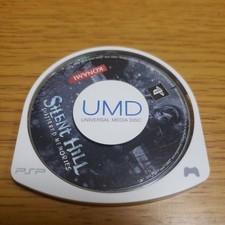 KONAMI
UMD
UNIVERSAL MEDIA DISC
SILENT HILL
SHATTERED MEMORIES
PSP